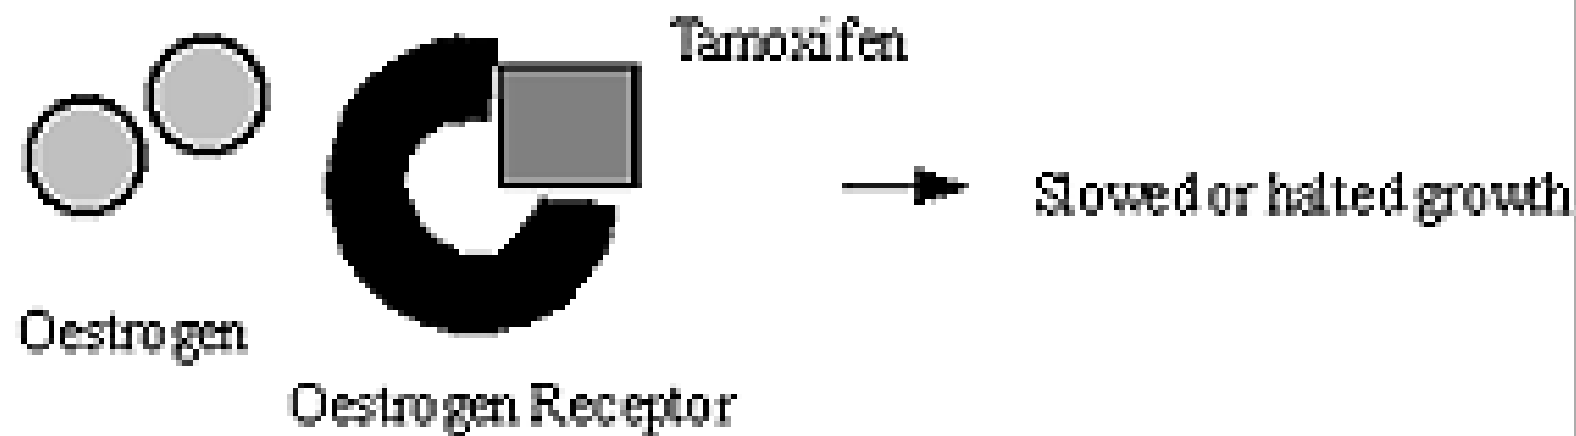 Tamoxifen
Slowed or halted growth
Oestrogen
Oestrogen Receptor